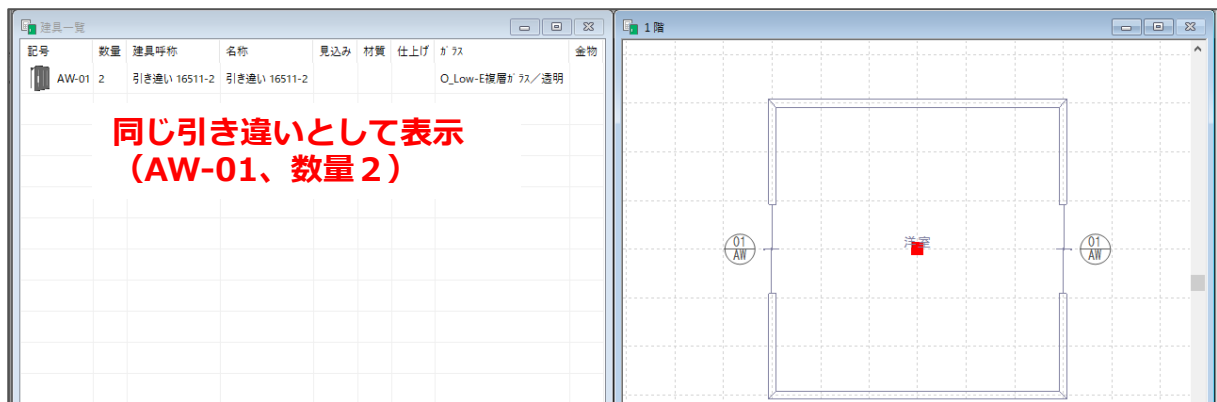 建具一覧
記号 数量 建具呼称 名称 見込み 材質 仕上げ ｶﾞﾗｽ 金物
AW-01 2 引き違い 16511-2 引き違い 16511-2 O_Low-E複層ｶﾞﾗｽ／透明
同じ引き違いとして表示
（AW-01、数量２）
1階
01
AW
洋室
01
AW